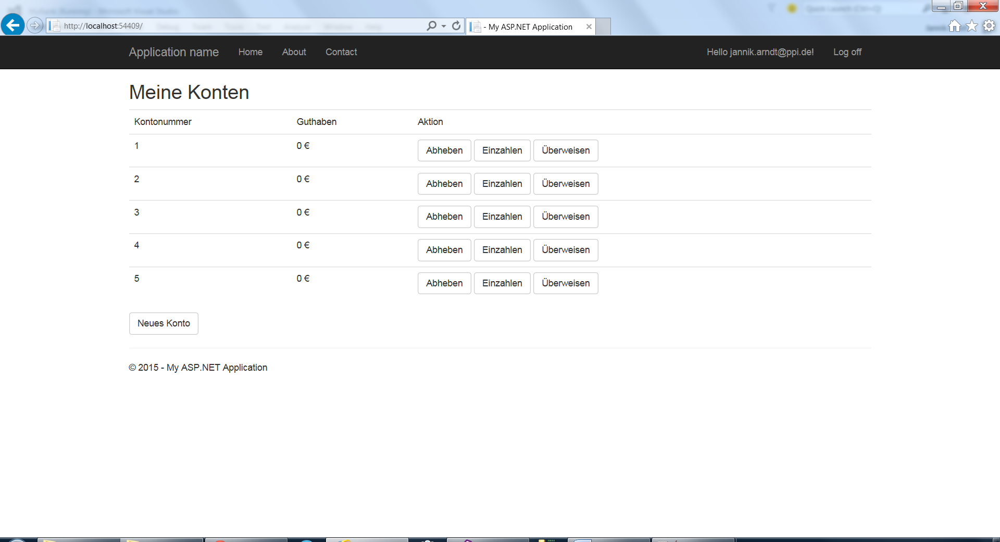 http://localhost:54409/
- My ASP.NET Application
Application name Home About Contact Hello jannik.arndt@ppi.de! Log off
Meine Konten
Kontonummer Guthaben Aktion
1 0 € Abheben Einzahlen Überweisen
2 0 € Abheben Einzahlen Überweisen
3 0 € Abheben Einzahlen Überweisen
4 0 € Abheben Einzahlen Überweisen
5 0 € Abheben Einzahlen Überweisen
Neues Konto
© 2015 - My ASP.NET Application